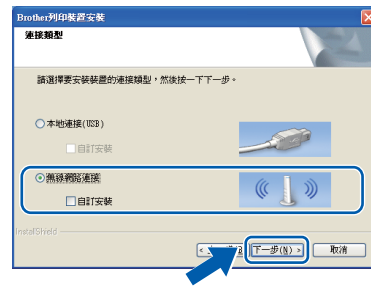 Brother列印裝置安裝
連接類型
請選擇要安裝裝置的連接類型，然後按一下下一步。
本地連接(USB)
自訂安裝
無線網路連接
自訂安裝
InstallShield
下一步(N) >
取消